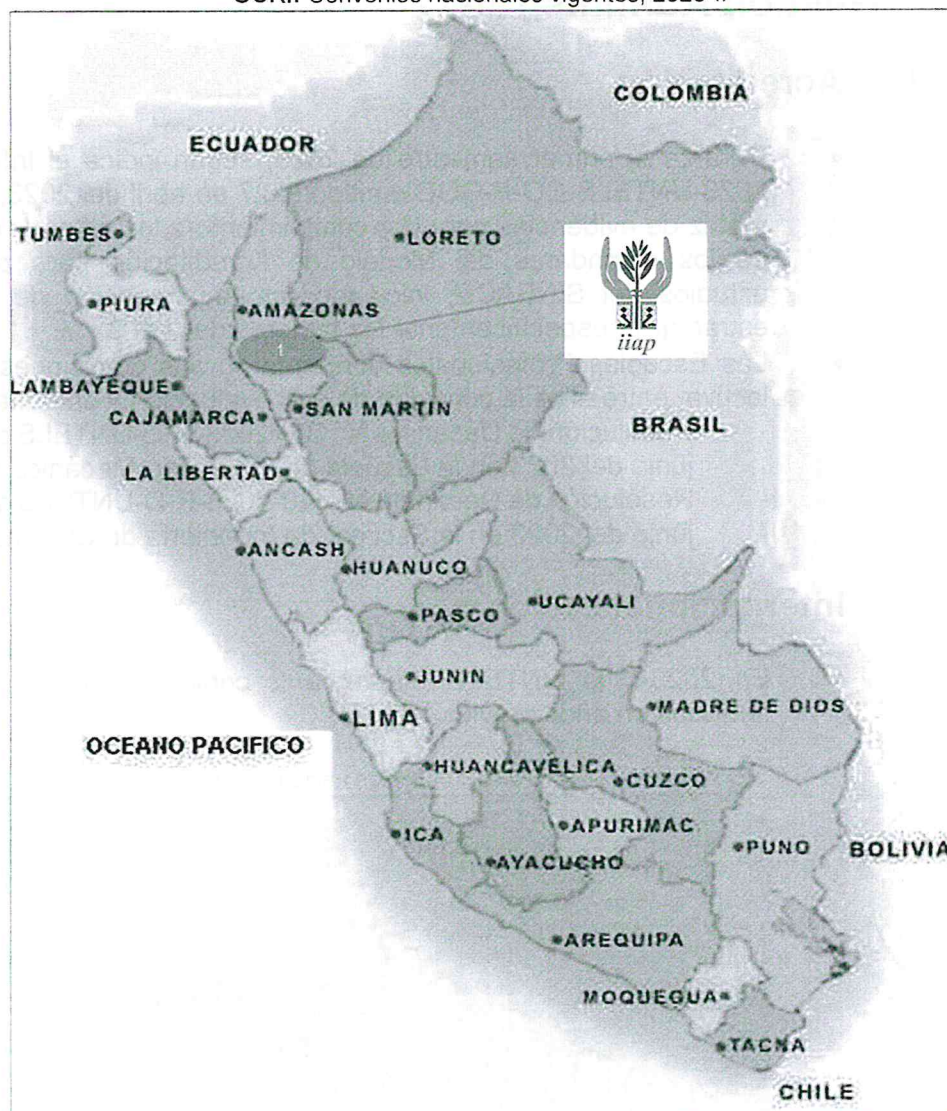 COLOMBIA
ECUADOR
TUMBES
LORETO
PIURA
AMAZONAS
1
iiap
LAMBAYEQUE
SAN MARTIN
CAJAMARCA
BRASIL
LA LIBERTAD
ANCASH
HUANUCO
UCAYALI
PASCO
JUNIN
MADRE DE DIOS
LIMA
OCEANO PACIFICO
HUANCAVELICA
CUZCO
APURIMAC
ICA
PUNO
BOLIVIA
AYACUCHO
AREQUIPA
MOQUEGUA
TACNA
CHILE